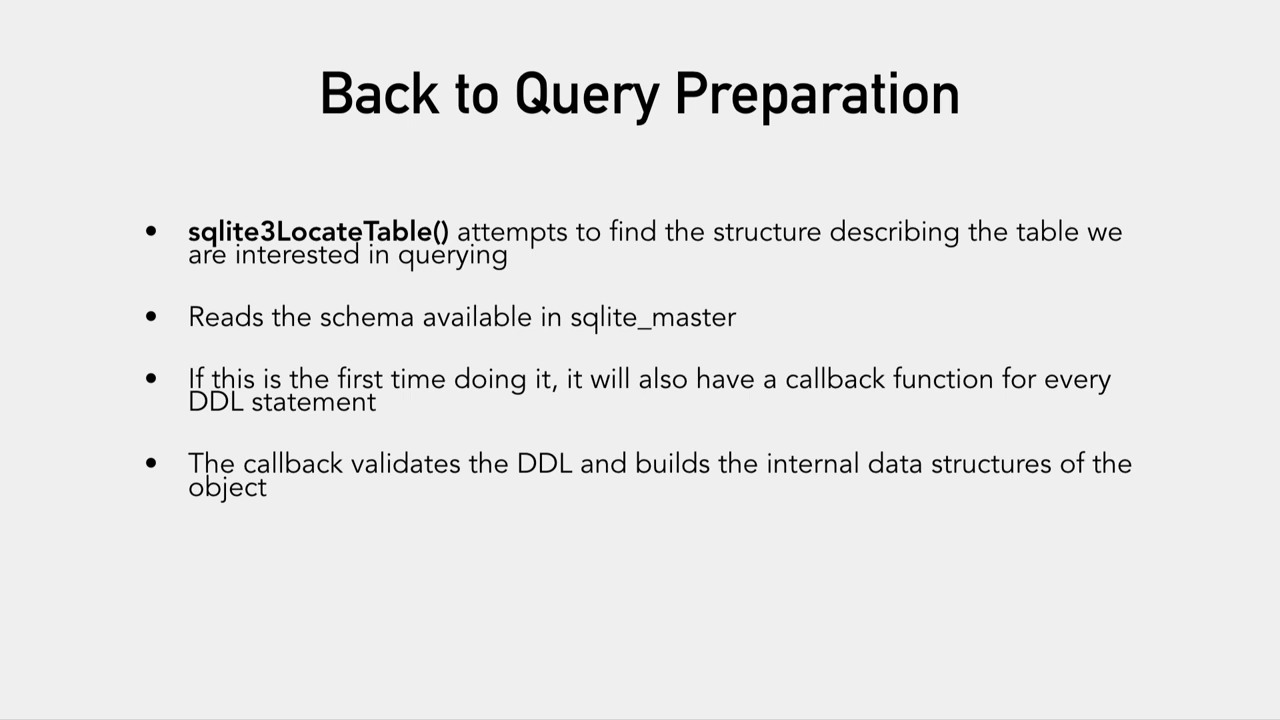 Back to Query Preparation
• sqlite3LocateTable() attempts to find the structure describing the table we
are interested in querying
• Reads the schema available in sqlite_master
• If this is the first time doing it, it will also have a callback function for every
DDL statement
• The callback validates the DDL and builds the internal data structures of the
object